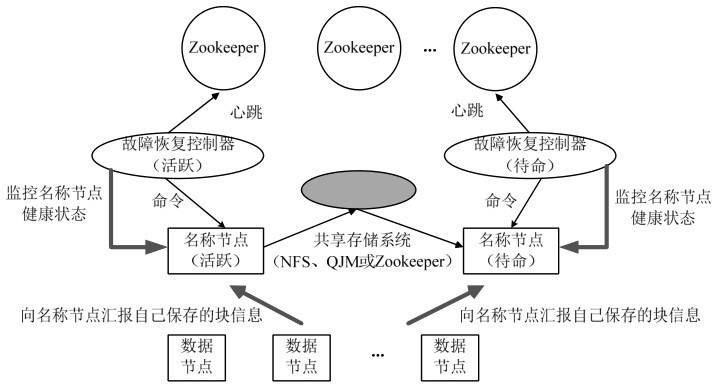 Zookeeper
Zookeeper
...
Zookeeper
心跳
心跳
故障恢复控制器
（活跃）
故障恢复控制器
（待命）
监控名称节点
健康状态
命令
命令
监控名称节点
健康状态
名称节点
（活跃）
共享存储系统
（NFS、QJM或Zookeeper）
名称节点
（待命）
向名称节点汇报自己保存的块信息
向名称节点汇报自己保存的块信息
数据
节点
数据
节点
...
数据
节点